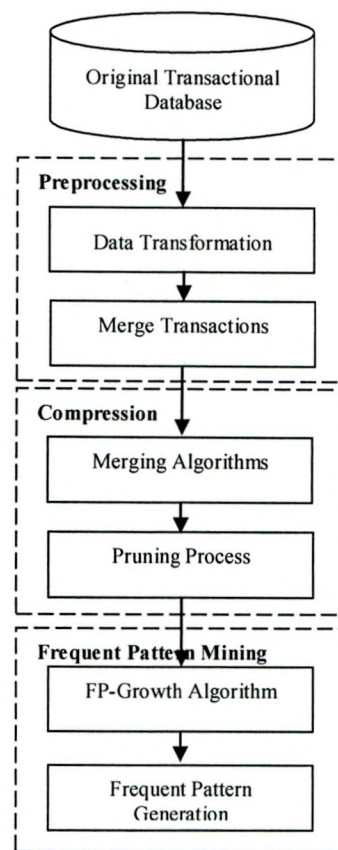 Original Transactional
Database
Preprocessing
Data Transformation
Merge Transactions
Compression
Merging Algorithms
Pruning Process
Frequent Pattern Mining
FP-Growth Algorithm
Frequent Pattern
Generation